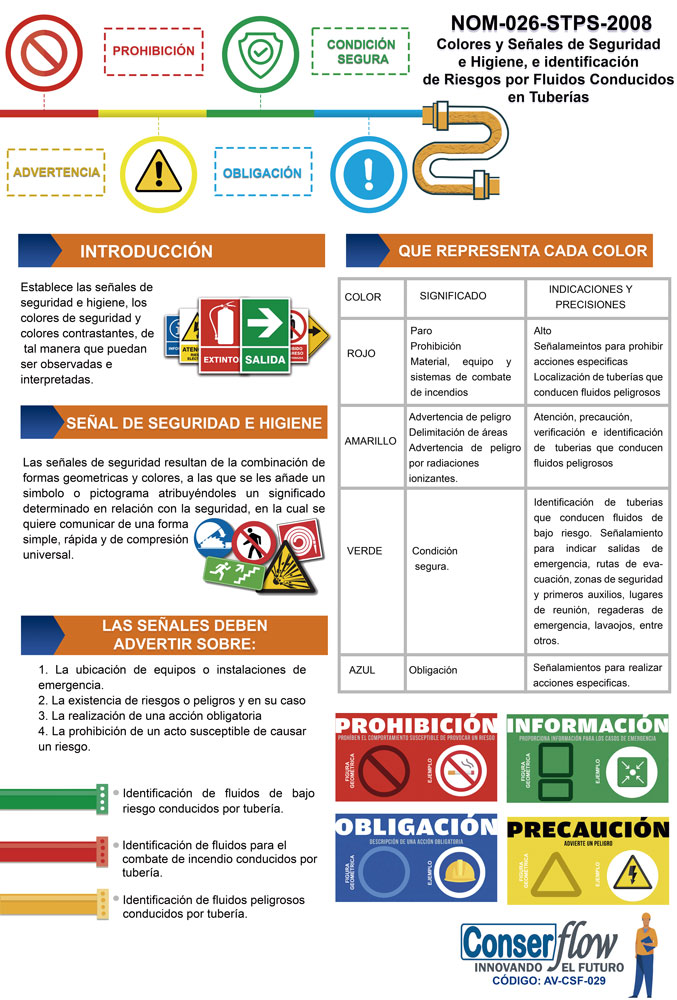 NOM-026-STPS-2008
Colores y Señales de Seguridad
e Higiene, e identificación
de Riesgos por Fluidos Conducidos
en Tuberías
PROHIBICIÓN
CONDICIÓN
SEGURA
ADVERTENCIA
OBLIGACIÓN
INTRODUCCIÓN
Establece las señales de
seguridad e higiene, los
colores de seguridad y
colores contrastantes, de
tal manera que puedan
ser observadas e
interpretadas.
EXTINTO
SALIDA
SEÑAL DE SEGURIDAD E HIGIENE
Las señales de seguridad resultan de la combinación de
formas geometricas y colores, a las que se les añade un
simbolo o pictograma atribuyéndoles un significado
determinado en relación con la seguridad, en la cual se
quiere comunicar de una forma
simple, rápida y de compresión
universal.
LAS SEÑALES DEBEN
ADVERTIR SOBRE:
1. La ubicación de equipos o instalaciones de
emergencia.
2. La existencia de riesgos o peligros y en su caso
3. La realización de una acción obligatoria
4. La prohibición de un acto susceptible de causar
un riesgo.
Identificación de fluidos de bajo
riesgo conducidos por tubería.
Identificación de fluidos para el
combate de incendio conducidos por
tubería.
Identificación de fluidos peligrosos
conducidos por tubería.
QUE REPRESENTA CADA COLOR
COLOR
SIGNIFICADO
INDICACIONES Y
PRECISIONES
ROJO
Paro
Prohibición
Material, equipo y
sistemas de combate
de incendios
Alto
Señalameintos para prohibir
acciones especificas
Localización de tuberías que
conducen fluidos peligrosos
AMARILLO
Advertencia de peligro
Delimitación de áreas
Advertencia de peligro
por radiaciones
ionizantes.
Atención, precaución,
verificación e identificación
de tuberias que conducen
fluidos peligrosos
VERDE
Condición
segura.
Identificación de tuberias
que conducen fluidos de
bajo riesgo. Señalamiento
para indicar salidas de
emergencia, rutas de eva-
cuación, zonas de seguridad
y primeros auxilios, lugares
de reunión, regaderas de
emergencia, lavaojos, entre
otros.
AZUL
Obligación
Señalamientos para realizar
acciones especificas.
PROHIBICIÓN
PROHÍBEN EL COMPORTAMIENTO SUSCEPTIBLE DE PROVOCAR UN RIESGO
FIGURA
GEOMÉTRICA
EJEMPLO
INFORMACIÓN
PROPORCIONA INFORMACIÓN PARA LOS CASOS DE EMERGENCIA
FIGURA
GEOMÉTRICA
EJEMPLO
OBLIGACIÓN
DESCRIPCIÓN DE UNA ACCIÓN OBLIGATORIA
FIGURA
GEOMÉTRICA
EJEMPLO
PRECAUCIÓN
ADVIERTE UN PELIGRO
FIGURA
GEOMÉTRICA
EJEMPLO
Conserflow
INNOVANDO EL FUTURO
CÓDIGO: AV-CSF-029